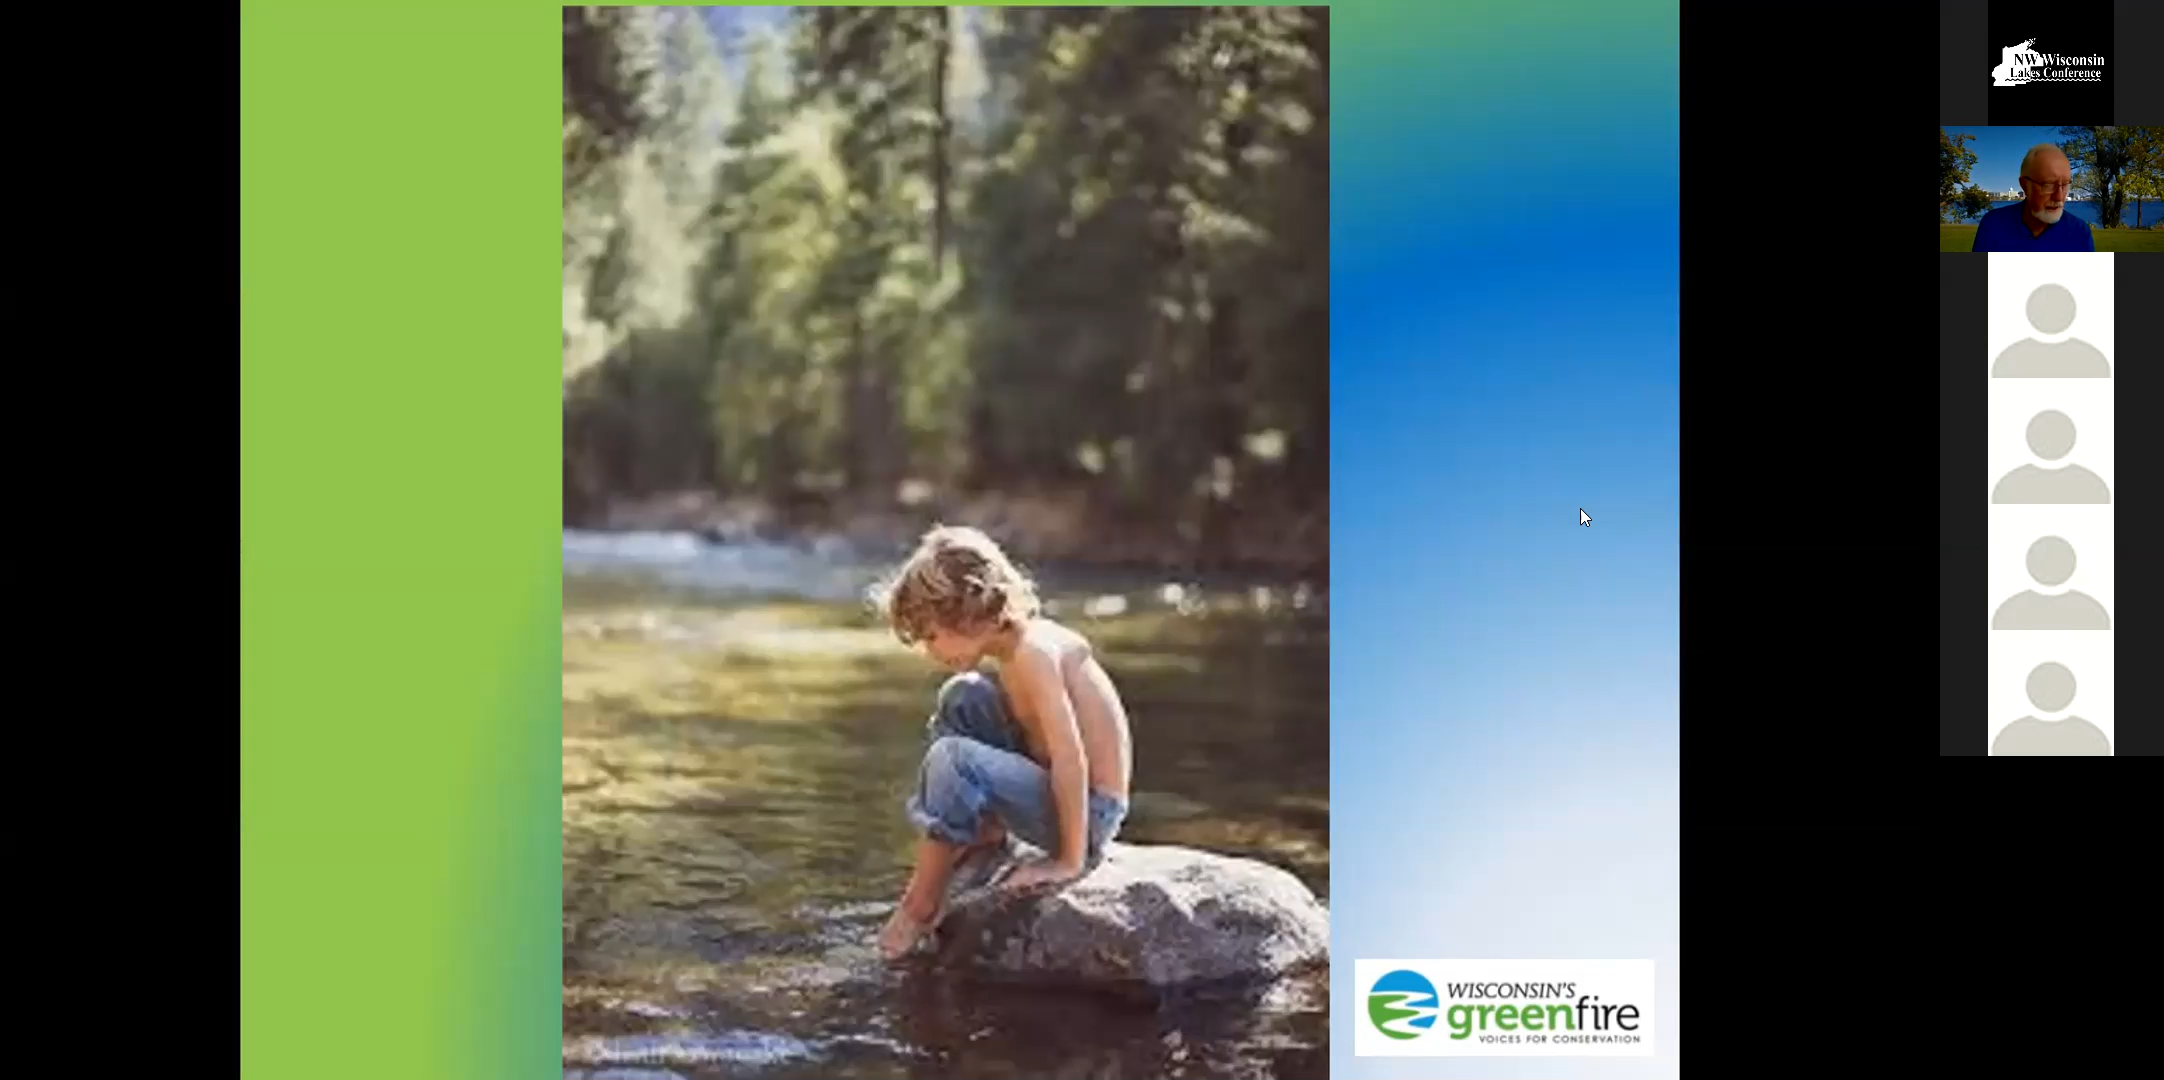 NW Wisconsin
Lakes Conference
WISCONSIN'S
greenfire
VOICES FOR CONSERVATION